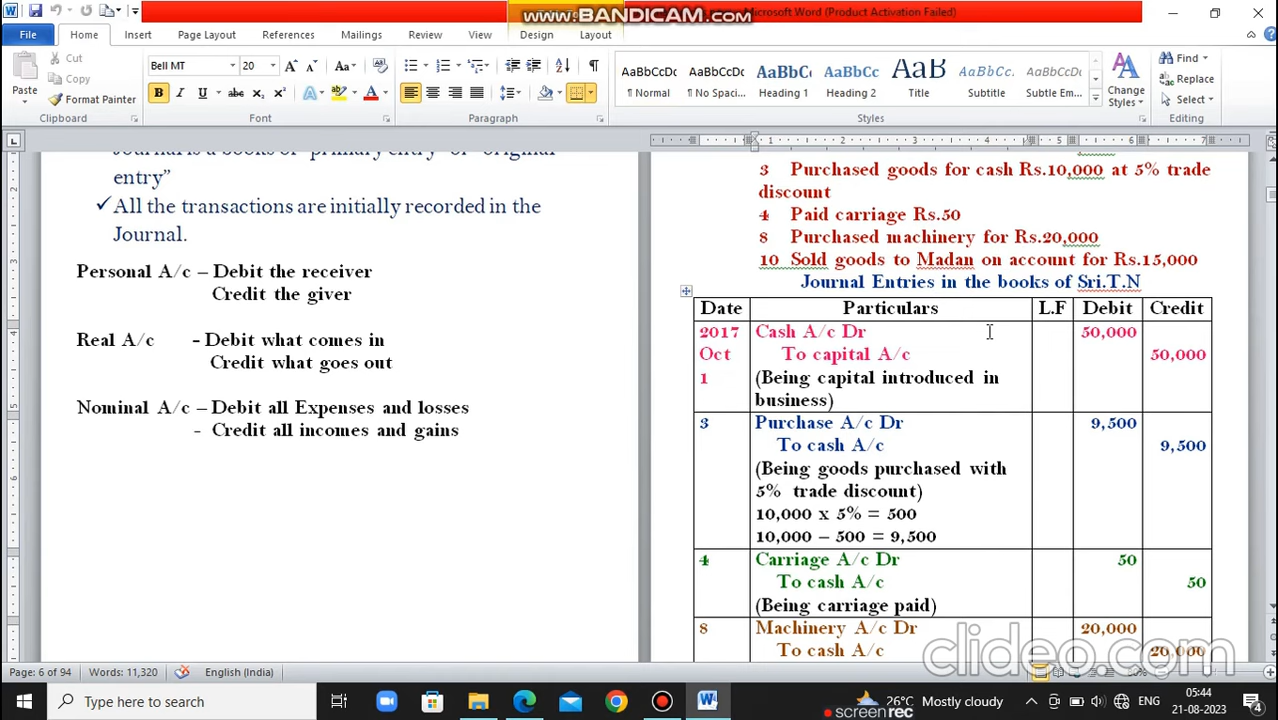 www.BANDICAM.com
Microsoft Word (Product Activation Failed)
File
Home
Insert
Page Layout
References
Mailings
Review
View
Design
Layout
Paste
Cut
Copy
Format Painter
Clipboard
Bell MT
20
Font
Paragraph
AaBbCcDc
¶ Normal
AaBbCcDc
¶ No Spaci...
AaBbCc
Heading 1
AaBbCc
Heading 2
AaB
Title
AaBbCcDc
Subtitle
AaBbCcDc
Subtle Em...
Change
Styles
Styles
Find
Replace
Select
Editing
entry”
✓All the transactions are initially recorded in the
Journal.
Personal A/c – Debit the receiver
Credit the giver
Real A/c - Debit what comes in
Credit what goes out
Nominal A/c – Debit all Expenses and losses
- Credit all incomes and gains
3 Purchased goods for cash Rs.10,000 at 5% trade
discount
4 Paid carriage Rs.50
8 Purchased machinery for Rs.20,000
10 Sold goods to Madan on account for Rs.15,000
Journal Entries in the books of Sri.T.N
Date Particulars L.F Debit Credit
2017 Cash A/c Dr 50,000
Oct To capital A/c 50,000
1 (Being capital introduced in
business)
3 Purchase A/c Dr 9,500
To cash A/c 9,500
(Being goods purchased with
5% trade discount)
10,000 x 5% = 500
10,000 – 500 = 9,500
4 Carriage A/c Dr 50
To cash A/c 50
(Being carriage paid)
8 Machinery A/c Dr 20,000
To cash A/c 20,000
clideo.com
Page: 6 of 94
Words: 11,320
English (India)
Type here to search
26°C Mostly cloudy
ENG
05:44
21-08-2023
screen rec